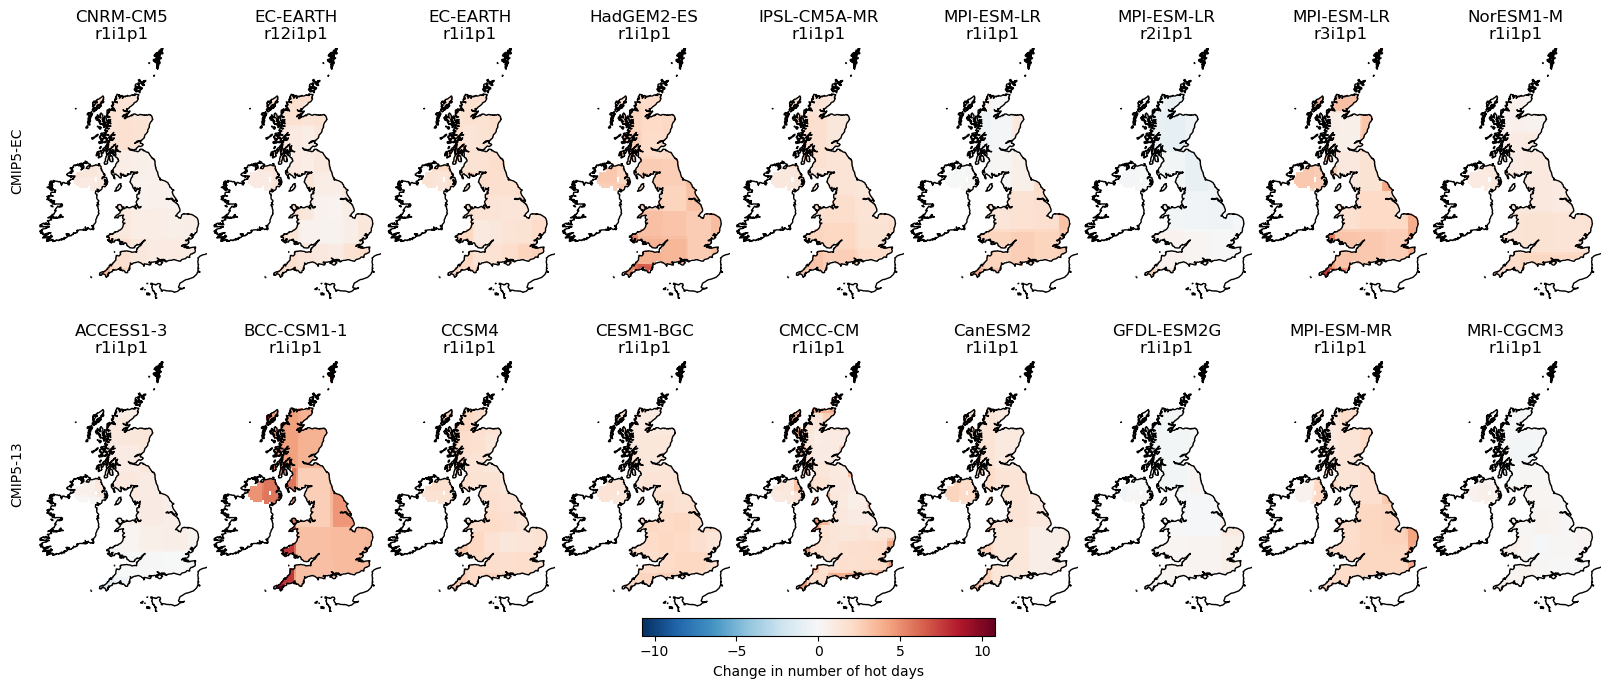 CNRM-CM5
r1i1p1
EC-EARTH
r12i1p1
EC-EARTH
r1i1p1
HadGEM2-ES
r1i1p1
IPSL-CM5A-MR
r1i1p1
MPI-ESM-LR
r1i1p1
MPI-ESM-LR
r2i1p1
MPI-ESM-LR
r3i1p1
NorESM1-M
r1i1p1
CMIP5-EC
ACCESS1-3
r1i1p1
BCC-CSM1-1
r1i1p1
CCSM4
r1i1p1
CESM1-BGC
r1i1p1
CMCC-CM
r1i1p1
CanESM2
r1i1p1
GFDL-ESM2G
r1i1p1
MPI-ESM-MR
r1i1p1
MRI-CGCM3
r1i1p1
CMIP5-13
−10 −5 0 5 10
Change in number of hot days